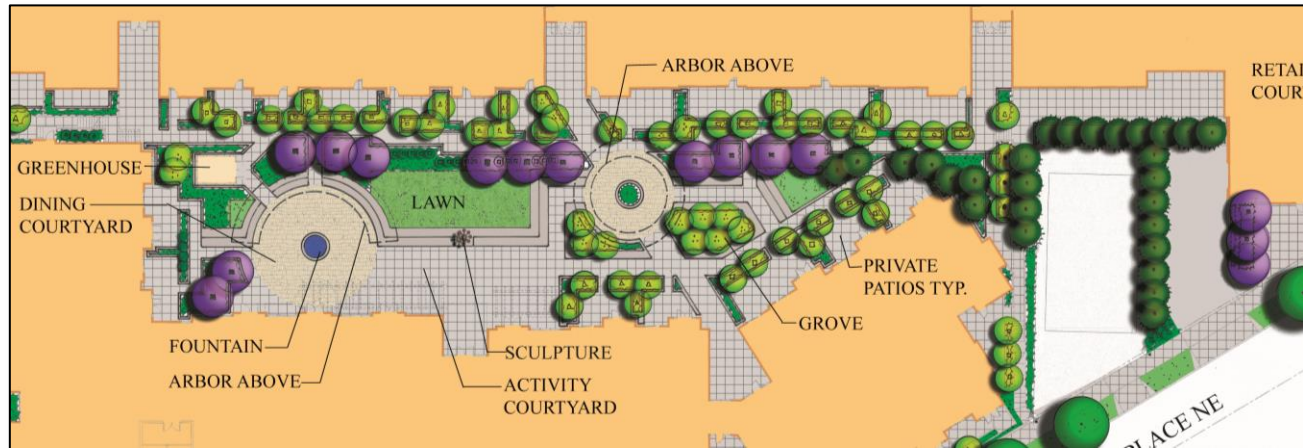 ARBOR ABOVE
RETAI
COUR
GREENHOUSE
DINING
COURTYARD
LAWN
PRIVATE
PATIOS TYP.
GROVE
FOUNTAIN
SCULPTURE
ARBOR ABOVE
ACTIVITY
COURTYARD
PLACE NE